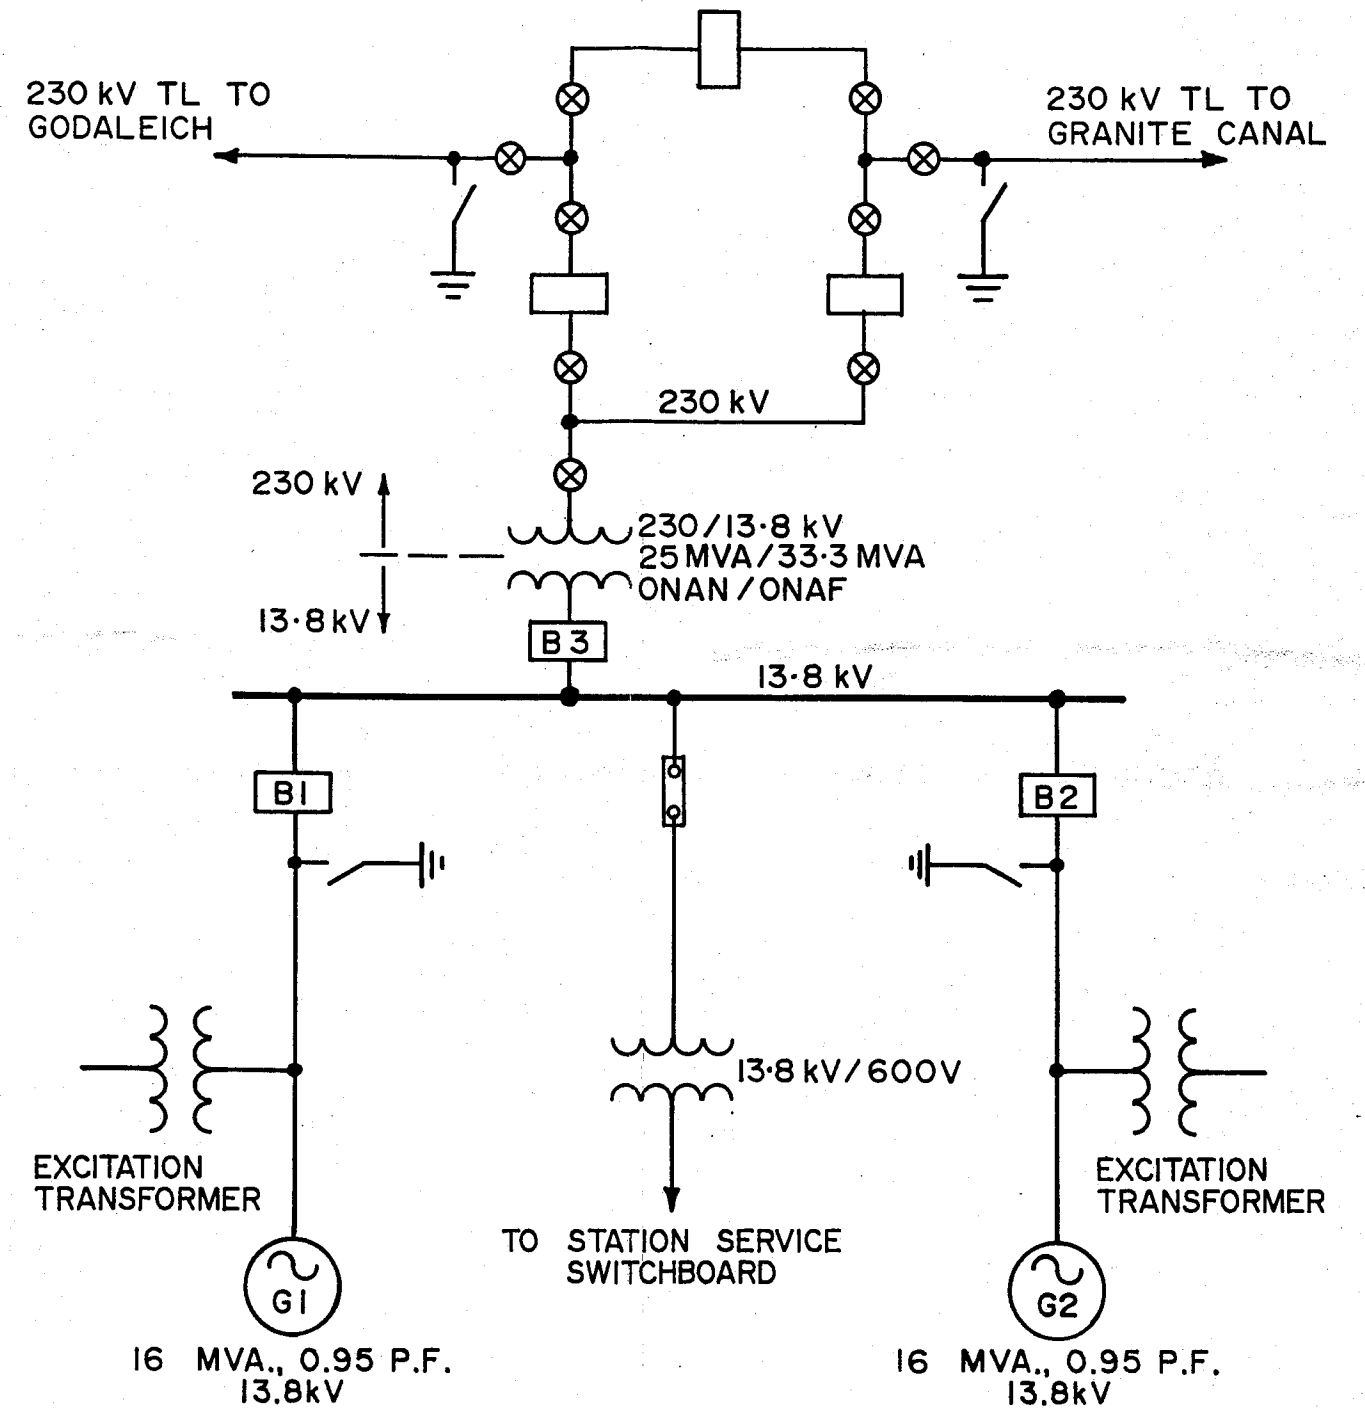 230 kV TL TO
GODALEICH
230 kV TL TO
GRANITE CANAL
230 kV
230 kV
230/13·8 kV
25 MVA/33·3 MVA
ONAN/ONAF
13·8 kV
B3
13·8 kV
B1
B2
13·8 kV/600V
EXCITATION
TRANSFORMER
EXCITATION
TRANSFORMER
TO STATION SERVICE
SWITCHBOARD
G1
G2
16 MVA., 0.95 P.F.
13.8kV
16 MVA., 0.95 P.F.
13.8kV